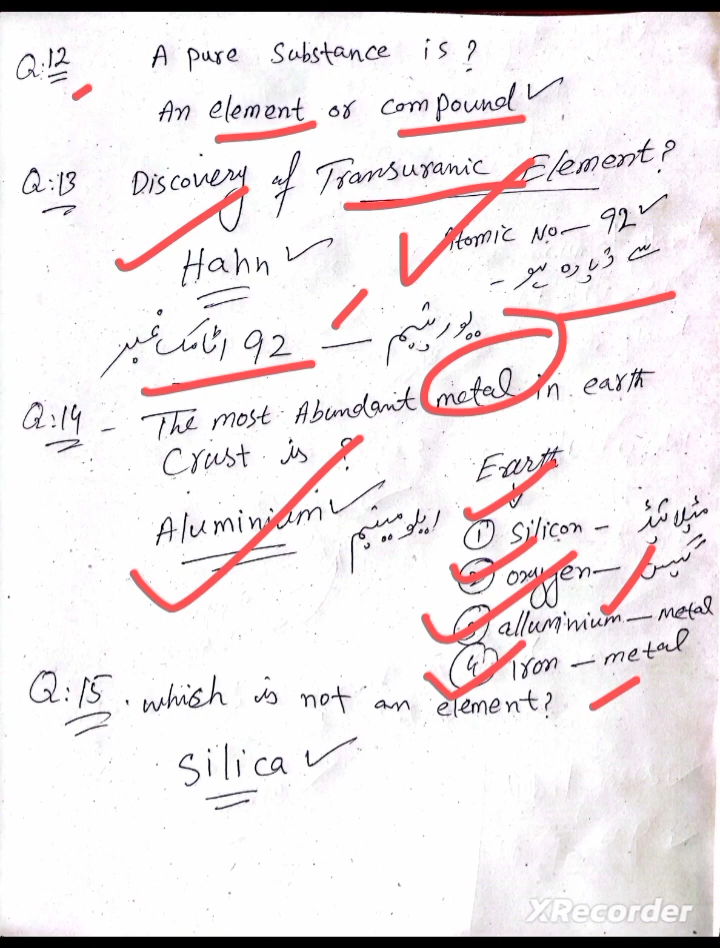 Q:12 A pure Substance is?
An element or compound
Q:13 Discovery of Transuranic Element?
Hahn
Atomic No — 92
سے زیادہ ہو -
یورینیم — 92 اٹامک نمبر
Q:14 - The most Abundant metal in earth
Crust is ?
Aluminium ایلومینیم
Earth
① Silicon -
② oxygen— گیس
③ alluminium — metal
④ Iron — metal
Q:15. which is not an element?
Silica
XRecorder